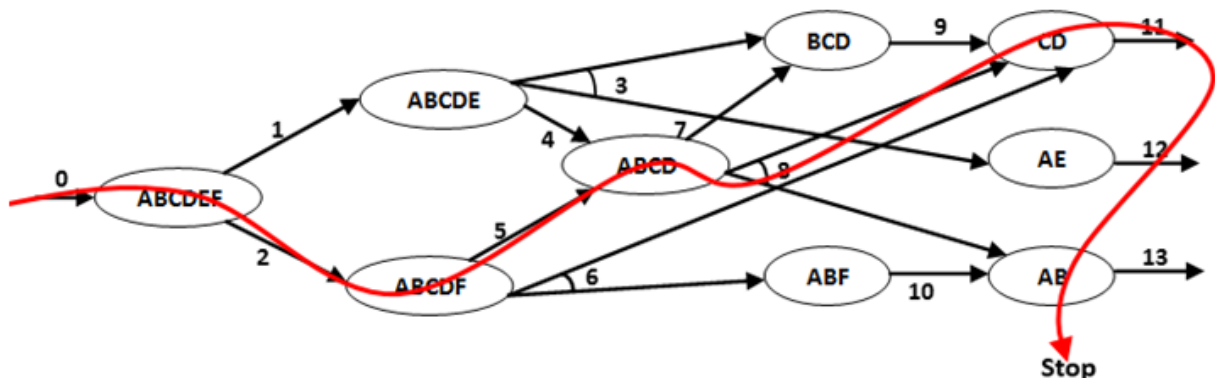 BCD 9 CD 11
ABCDE 3
1 4 7 ABCD 8 AE 12
0 ABCDEF
2 5
ABCDF 6 ABF 10 AB 13
Stop